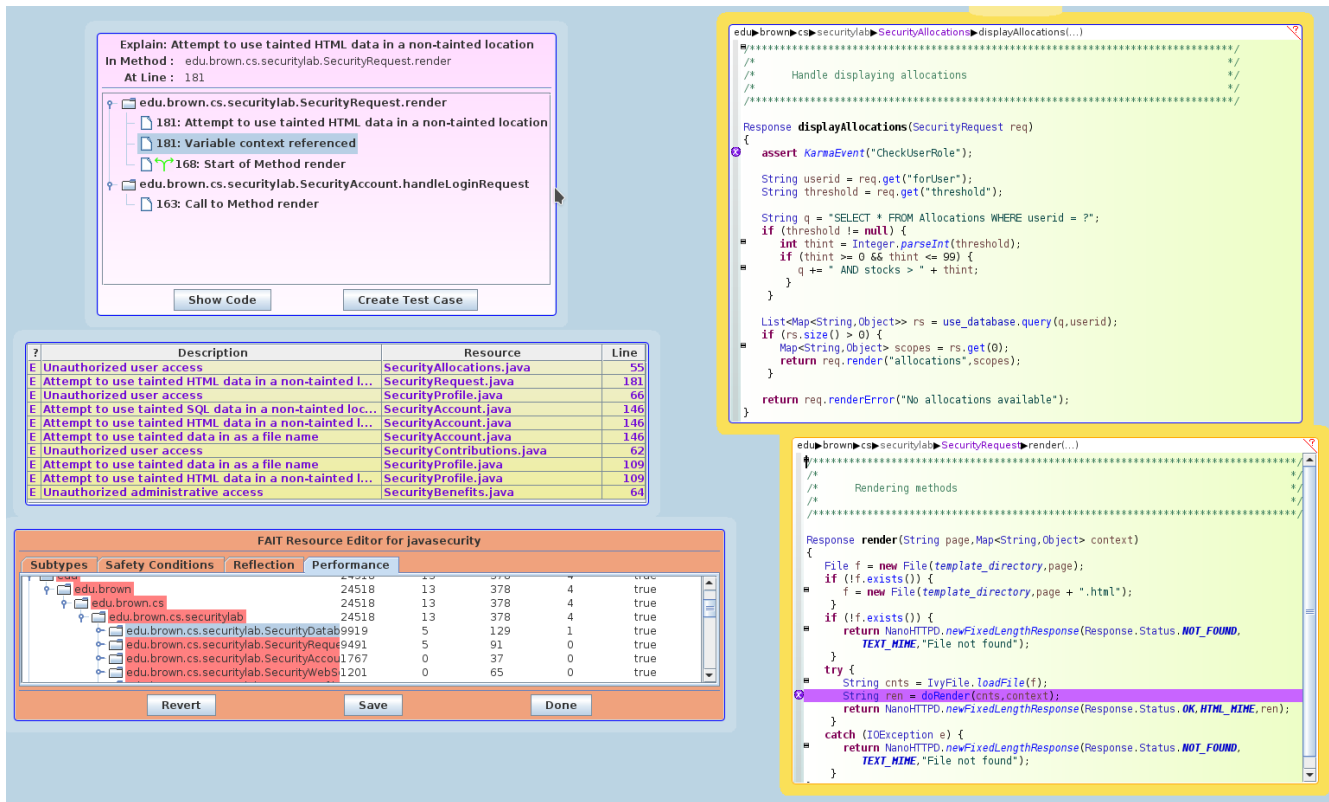 Explain: Attempt to use tainted HTML data in a non-tainted location
In Method : edu.brown.cs.securitylab.SecurityRequest.render
At Line : 181
edu.brown.cs.securitylab.SecurityRequest.render
181: Attempt to use tainted HTML data in a non-tainted location
181: Variable context referenced
168: Start of Method render
edu.brown.cs.securitylab.SecurityAccount.handleLoginRequest
163: Call to Method render
Show Code Create Test Case
? Description Resource Line
E Unauthorized user access SecurityAllocations.java 55
E Attempt to use tainted HTML data in a non-tainted l... SecurityRequest.java 181
E Unauthorized user access SecurityProfile.java 66
E Attempt to use tainted SQL data in a non-tainted loc... SecurityAccount.java 146
E Attempt to use tainted HTML data in a non-tainted l... SecurityAccount.java 146
E Attempt to use tainted data in as a file name SecurityAccount.java 146
E Unauthorized user access SecurityContributions.java 62
E Attempt to use tainted data in as a file name SecurityProfile.java 109
E Attempt to use tainted HTML data in a non-tainted l... SecurityProfile.java 109
E Unauthorized administrative access SecurityBenefits.java 64
FAIT Resource Editor for javasecurity
Subtypes Safety Conditions Reflection Performance
edu 24518 13 378 4 true
edu.brown 24518 13 378 4 true
edu.brown.cs 24518 13 378 4 true
edu.brown.cs.securitylab 24518 13 378 4 true
edu.brown.cs.securitylab.SecurityDatab 9919 5 129 1 true
edu.brown.cs.securitylab.SecurityReque 9491 5 91 0 true
edu.brown.cs.securitylab.SecurityAccou 1767 0 37 0 true
edu.brown.cs.securitylab.SecurityWebS 1201 0 65 0 true
Revert Save Done
edu▶brown▶cs▶securitylab▶SecurityAllocations▶displayAllocations(...) ?
/********************************************************************************/
/* */
/* Handle displaying allocations */
/* */
/********************************************************************************/
Response displayAllocations(SecurityRequest req)
{
assert KarmaEvent("CheckUserRole");
String userid = req.get("forUser");
String threshold = req.get("threshold");
String q = "SELECT * FROM Allocations WHERE userid = ?";
if (threshold != null) {
int thint = Integer.parseInt(threshold);
if (thint >= 0 && thint <= 99) {
q += " AND stocks > " + thint;
}
}
List<Map<String,Object>> rs = use_database.query(q,userid);
if (rs.size() > 0) {
Map<String,Object> scopes = rs.get(0);
return req.render("allocations",scopes);
}
return req.renderError("No allocations available");
}
edu▶brown▶cs▶securitylab▶SecurityRequest▶render(...) ?
/********************************************************************************/
/* */
/* Rendering methods */
/* */
/********************************************************************************/
Response render(String page,Map<String,Object> context)
{
File f = new File(template_directory,page);
if (!f.exists()) {
f = new File(template_directory,page + ".html");
}
if (!f.exists()) {
return NanoHTTPD.newFixedLengthResponse(Response.Status.NOT_FOUND,
TEXT_MIME,"File not found");
}
try {
String cnts = IvyFile.loadFile(f);
String ren = doRender(cnts,context);
return NanoHTTPD.newFixedLengthResponse(Response.Status.OK,HTML_MIME,ren);
}
catch (IOException e) {
return NanoHTTPD.newFixedLengthResponse(Response.Status.NOT_FOUND,
TEXT_MIME,"File not found");
}